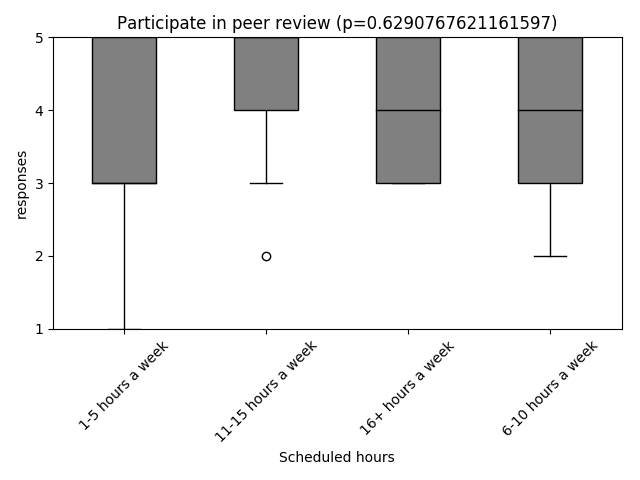 Participate in peer review (p=0.6290767621161597)
5
4
3
2
1
responses
1-5 hours a week
11-15 hours a week
16+ hours a week
6-10 hours a week
Scheduled hours